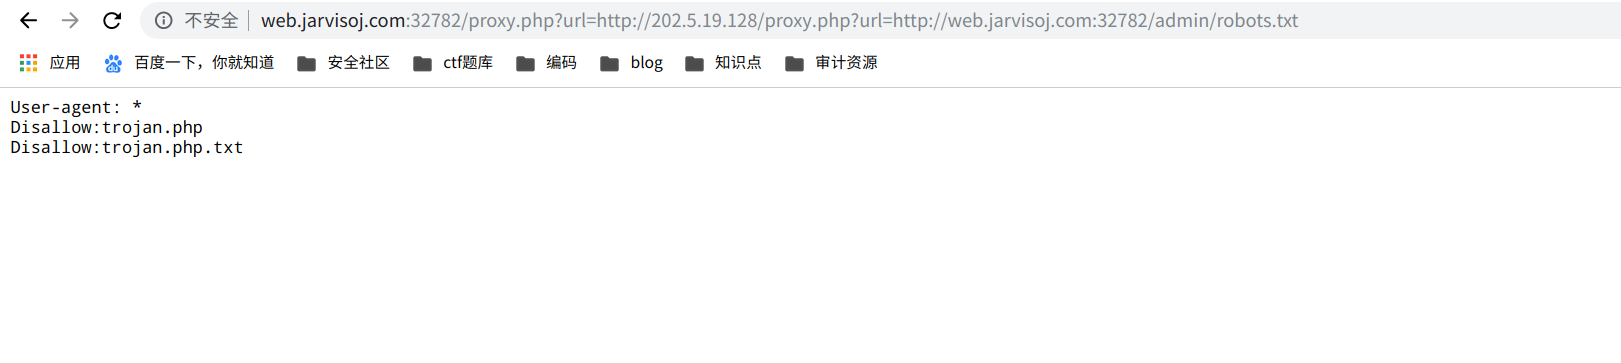 不安全 web.jarvisoj.com:32782/proxy.php?url=http://202.5.19.128/proxy.php?url=http://web.jarvisoj.com:32782/admin/robots.txt
应用 百度一下，你就知道 安全社区 ctf题库 编码 blog 知识点 审计资源
User-agent: *
Disallow:trojan.php
Disallow:trojan.php.txt